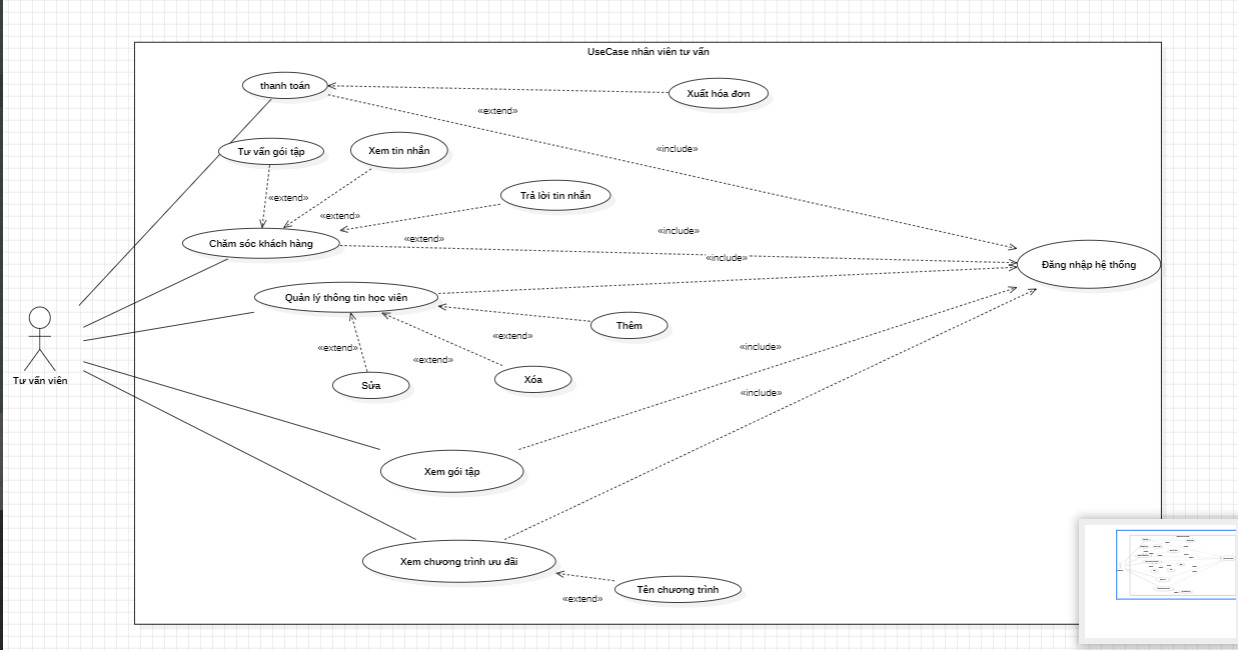 UseCase nhân viên tư vấn
thanh toán
Xuất hóa đơn
«extend»
«include»
Tư vấn gói tập
Xem tin nhắn
Trả lời tin nhắn
«extend»
«extend»
«extend»
«include»
Chăm sóc khách hàng
«include»
Đăng nhập hệ thống
Quản lý thông tin học viên
Thêm
«extend»
«extend»
«extend»
«include»
Tư vấn viên
Sửa
Xóa
«include»
Xem gói tập
Xem chương trình ưu đãi
Tên chương trình
«extend»